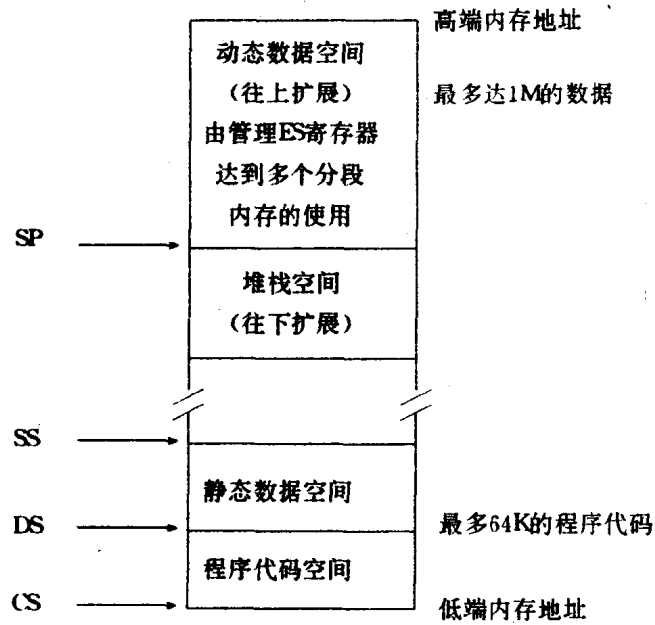 高端内存地址
动态数据空间
（往上扩展）
最多达1M的数据
由管理ES寄存器
达到多个分段
内存的使用
SP
堆栈空间
（往下扩展）
SS
静态数据空间
DS
最多64K的程序代码
程序代码空间
CS
低端内存地址